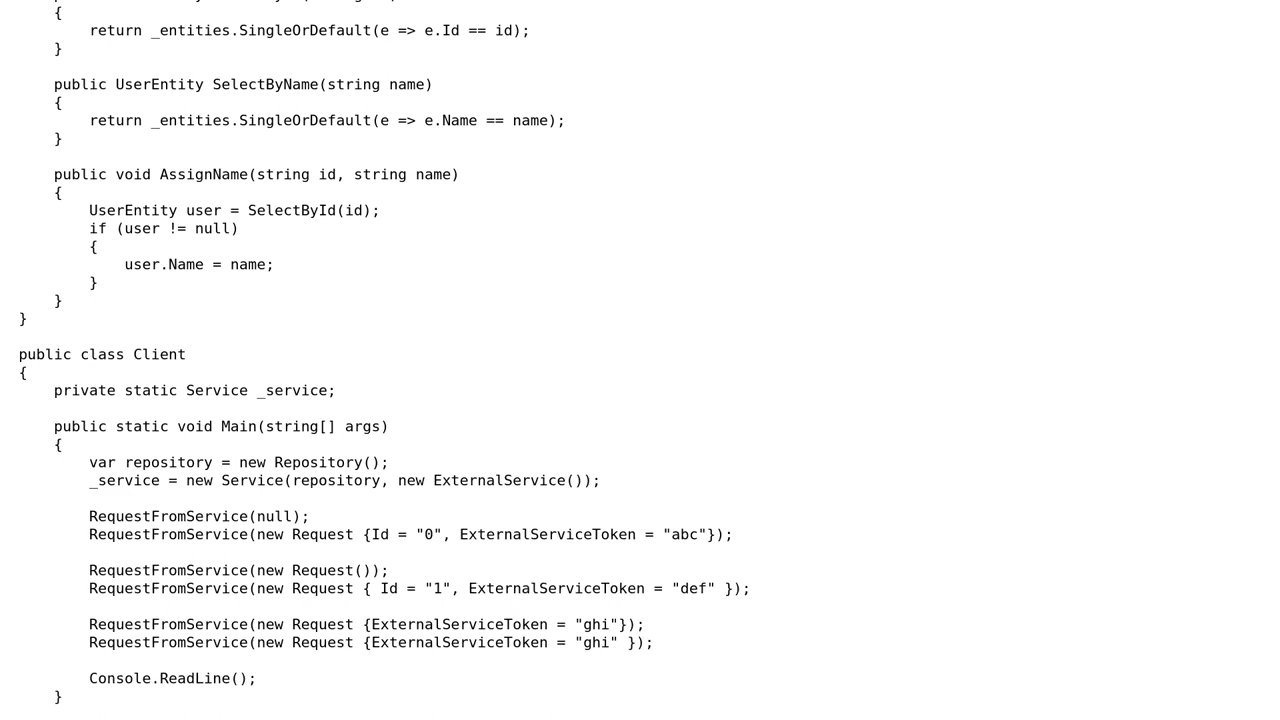 {
return _entities.SingleOrDefault(e => e.Id == id);
}
public UserEntity SelectByName(string name)
{
return _entities.SingleOrDefault(e => e.Name == name);
}
public void AssignName(string id, string name)
{
UserEntity user = SelectById(id);
if (user != null)
{
user.Name = name;
}
}
}
public class Client
{
private static Service _service;
public static void Main(string[] args)
{
var repository = new Repository();
_service = new Service(repository, new ExternalService());
RequestFromService(null);
RequestFromService(new Request {Id = "0", ExternalServiceToken = "abc"});
RequestFromService(new Request());
RequestFromService(new Request { Id = "1", ExternalServiceToken = "def" });
RequestFromService(new Request {ExternalServiceToken = "ghi"});
RequestFromService(new Request {ExternalServiceToken = "ghi" });
Console.ReadLine();
}